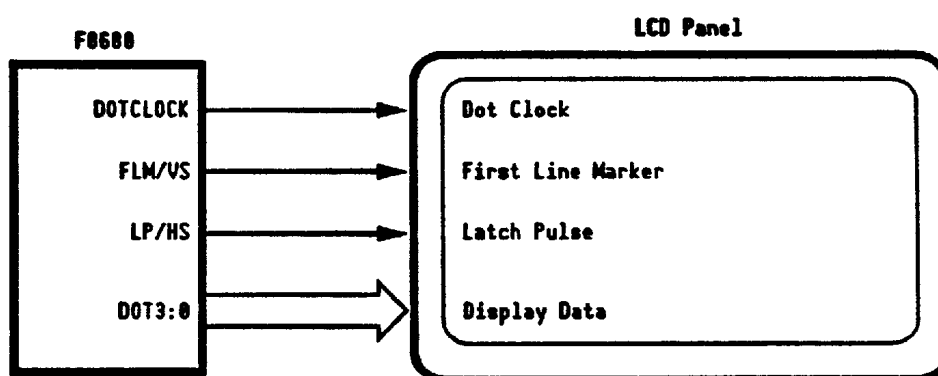 F8680
LCD Panel
DOTCLOCK
Dot Clock
FLM/VS
First Line Marker
LP/HS
Latch Pulse
DOT3:0
Display Data